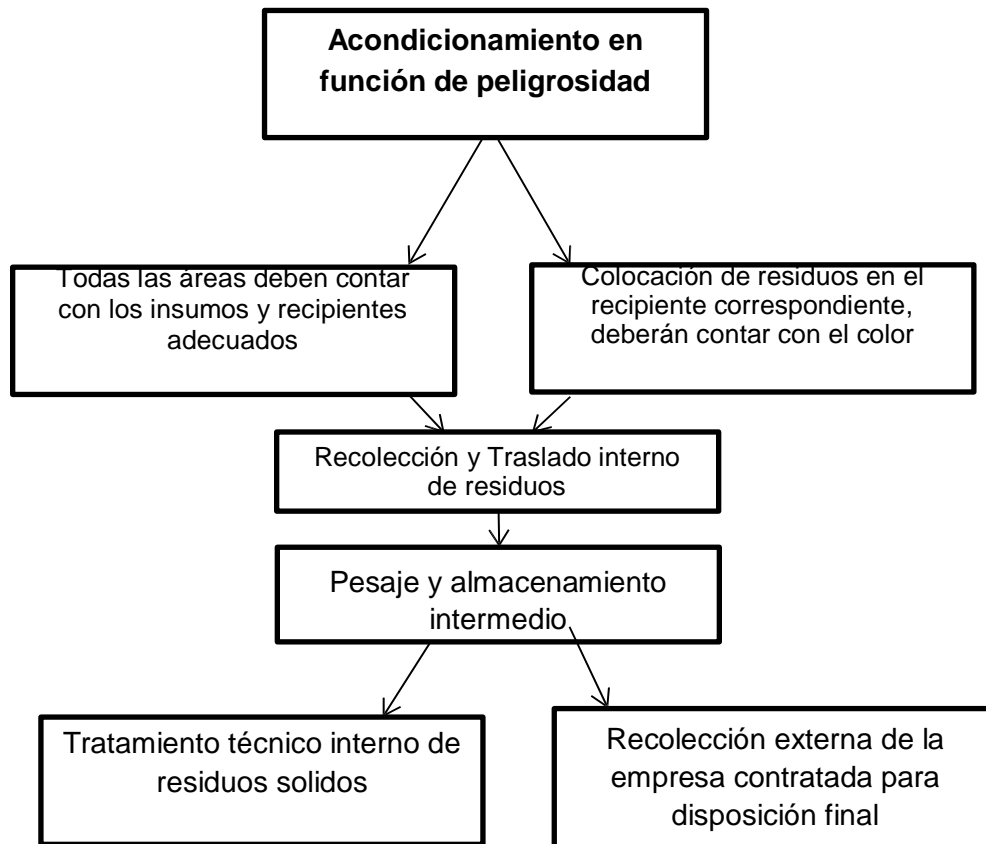 Acondicionamiento en
función de peligrosidad
Todas las áreas deben contar
con los insumos y recipientes
adecuados
Colocación de residuos en el
recipiente correspondiente,
deberán contar con el color
Recolección y Traslado interno
de residuos
Pesaje y almacenamiento
intermedio
Tratamiento técnico interno de
residuos solidos
Recolección externa de la
empresa contratada para
disposición final